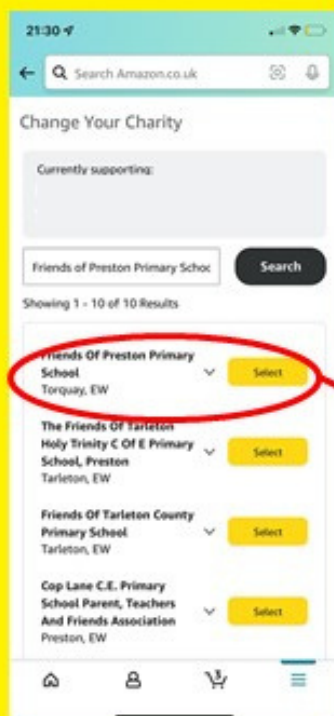 21:30
Search Amazon.co.uk
Change Your Charity
Currently supporting:
Friends of Preston Primary Schoc
Search
Showing 1 - 10 of 10 Results
Friends Of Preston Primary
School
Select
Torquay, EW
The Friends Of Tarleton
Holy Trinity C Of E Primary
School, Preston
Select
Tarleton, EW
Friends Of Tarleton County
Primary School
Select
Tarleton, EW
Cop Lane C.E. Primary
School Parent, Teachers
And Friends Association
Select
Preston, EW
3